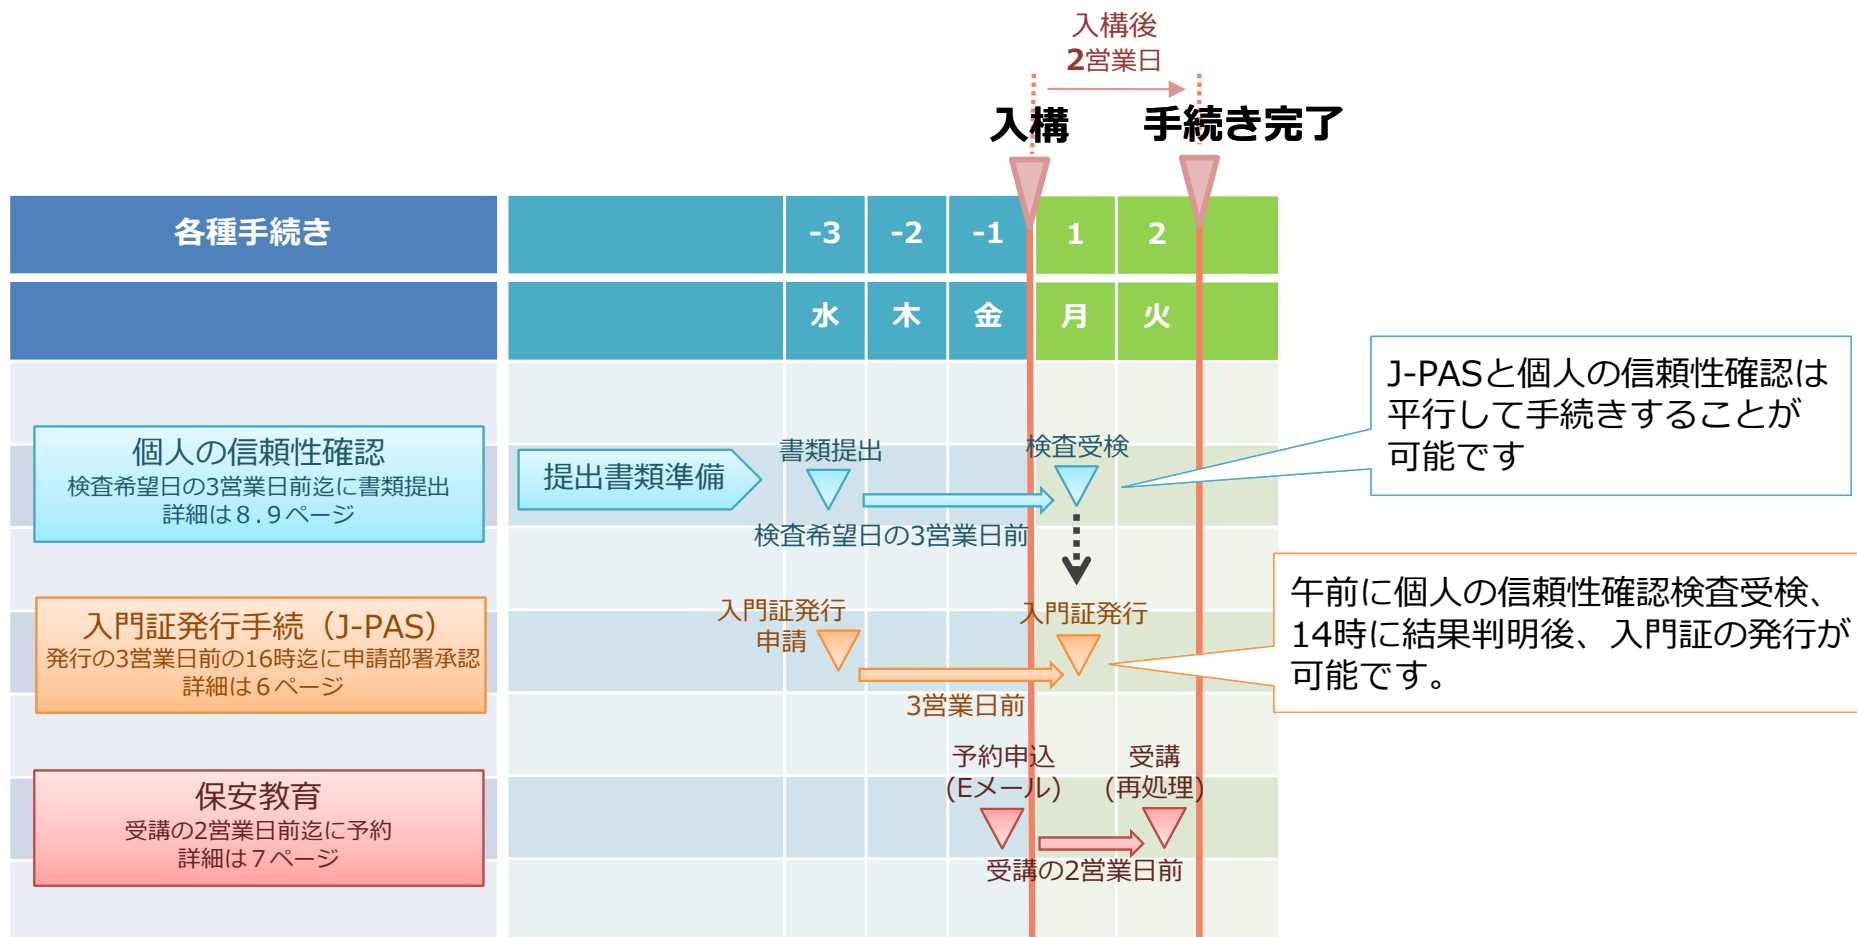 入構後
2営業日
入構
手続き完了
各種手続き
-3
-2
-1
1
2
水
木
金
月
火
J-PASと個人の信頼性確認は
平行して手続きすることが
可能です
個人の信頼性確認
検査希望日の3営業日前迄に書類提出
詳細は８.９ページ
提出書類準備
書類提出
検査受検
検査希望日の3営業日前
午前に個人の信頼性確認検査受検、
14時に結果判明後、入門証の発行が
可能です。
入門証発行手続（J-PAS）
発行の3営業日前の16時迄に申請部署承認
詳細は６ページ
入門証発行
申請
入門証発行
3営業日前
保安教育
受講の2営業日前迄に予約
詳細は７ページ
予約申込
(Eメール)
受講
(再処理)
受講の2営業日前